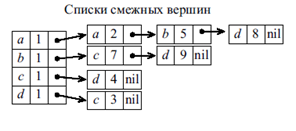 Списки смежных вершин
a 1 a 2 b 5 d 8 nil
b 1 c 7 d 9 nil
c 1 d 4 nil
d 1 c 3 nil